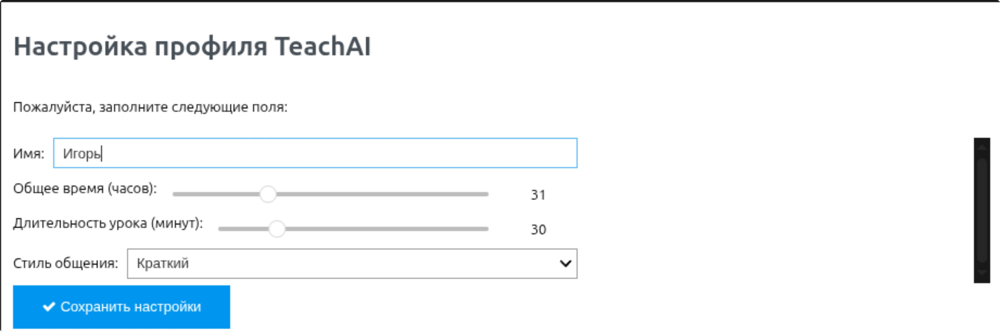 Настройка профиля TeachAI
Пожалуйста, заполните следующие поля:
Имя: Игорь
Общее время (часов): 31
Длительность урока (минут): 30
Стиль общения: Краткий
Сохранить настройки